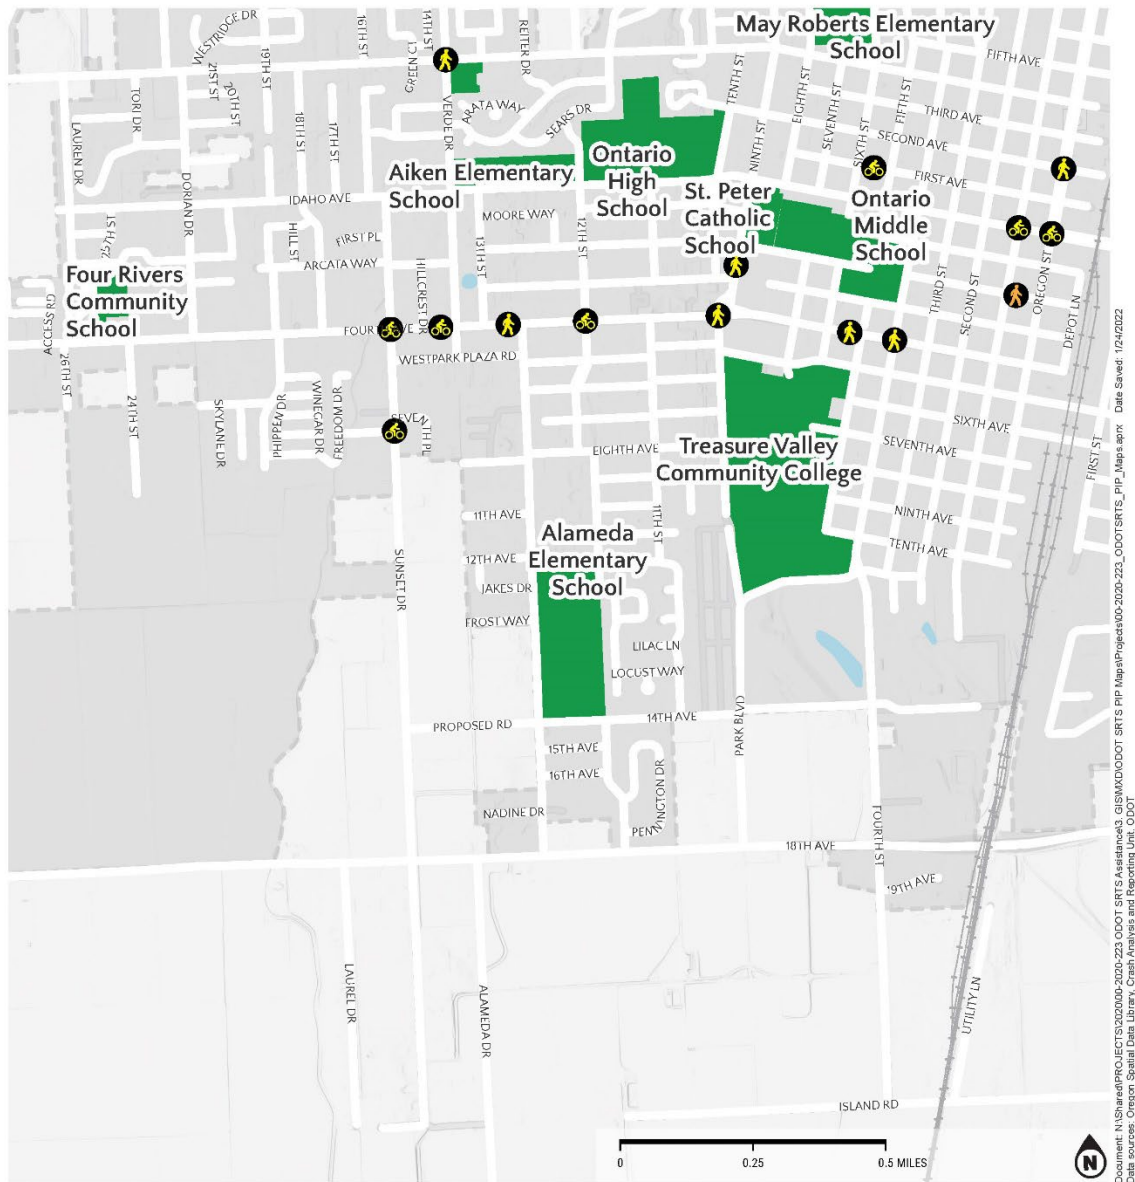 May Roberts Elementary
School
WESTRIDGE DR
16TH ST
14TH ST
REITER DR
FIFTH AVE
21ST ST
20TH ST
19TH ST
TORI DR
LAUREN DR
18TH ST
17TH ST
VERDE DR
ARATA WAY
SEARS DR
TENTH ST
NINTH ST
EIGHTH ST
SEVENTH ST
SIXTH ST
FIFTH ST
THIRD AVE
SECOND AVE
FIRST AVE
Aiken Elementary
School
Ontario
High
School
St. Peter
Catholic
School
Ontario
Middle
School
DORIAN DR
IDAHO AVE
MOORE WAY
FIRST PL
ARCATA WAY
HILL ST
25TH ST
13TH ST
12TH ST
HILLCREST DR
Four Rivers
Community
School
ACCESS RD
26TH ST
24TH ST
WESTPARK PLAZA RD
THIRD ST
SECOND ST
OREGON ST
DEPOT LN
FIRST ST
SKYLANE DR
PHIPPEN DR
WINEGAR DR
FREEDOM DR
EIGHTH AVE
Treasure Valley
Community College
SIXTH AVE
SEVENTH AVE
NINTH AVE
TENTH AVE
11TH AVE
11TH ST
12TH AVE
Alameda
Elementary
School
JAKES DR
FROST WAY
SUNSET DR
LILAC LN
LOCUST WAY
PROPOSED RD
14TH AVE
PARK BLVD
15TH AVE
16TH AVE
NADINE DR
18TH AVE
FOURTH ST
19TH AVE
LAUREL DR
ALAMEDA DR
UTILITY LN
ISLAND RD
0 0.25 0.5 MILES
N
Document: N:\Shared\PROJECTS\2020\00-2020-223 ODOT SRTS Assistance\3. GIS\MXD\ODOT SRTS PIP Maps\Projects\00-2020-223_ODOTSRTS_PIP_Maps.aprx Date Saved: 1/24/2022
Data sources: Oregon Spatial Data Library, Crash Analysis and Reporting Unit, ODOT